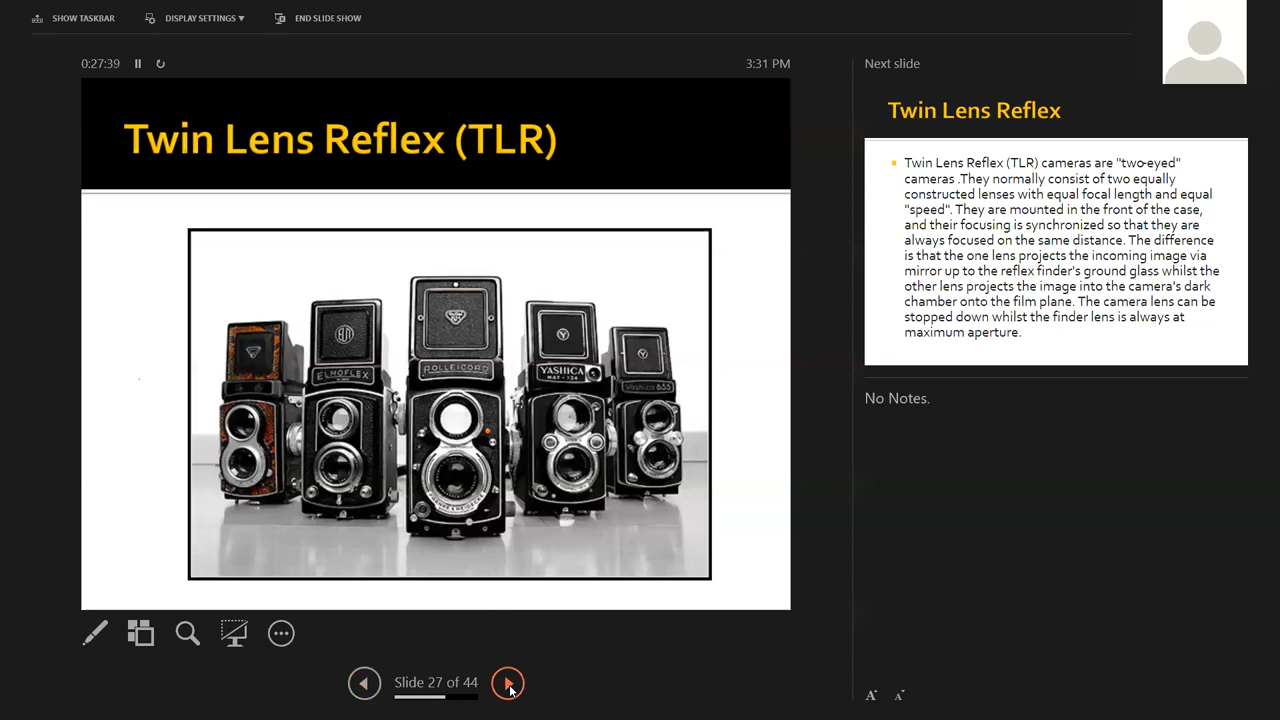 SHOW TASKBAR
DISPLAY SETTINGS ▼
END SLIDE SHOW
0:27:39
3:31 PM
Twin Lens Reflex (TLR)
ELMOFLEX
ROLLEICORD
YASHICA
MAT-124
Yashica 635
Slide 27 of 44
Next slide
Twin Lens Reflex
Twin Lens Reflex (TLR) cameras are "two-eyed"
cameras .They normally consist of two equally
constructed lenses with equal focal length and equal
"speed". They are mounted in the front of the case,
and their focusing is synchronized so that they are
always focused on the same distance. The difference
is that the one lens projects the incoming image via
mirror up to the reflex finder's ground glass whilst the
other lens projects the image into the camera's dark
chamber onto the film plane. The camera lens can be
stopped down whilst the finder lens is always at
maximum aperture.
No Notes.
A A